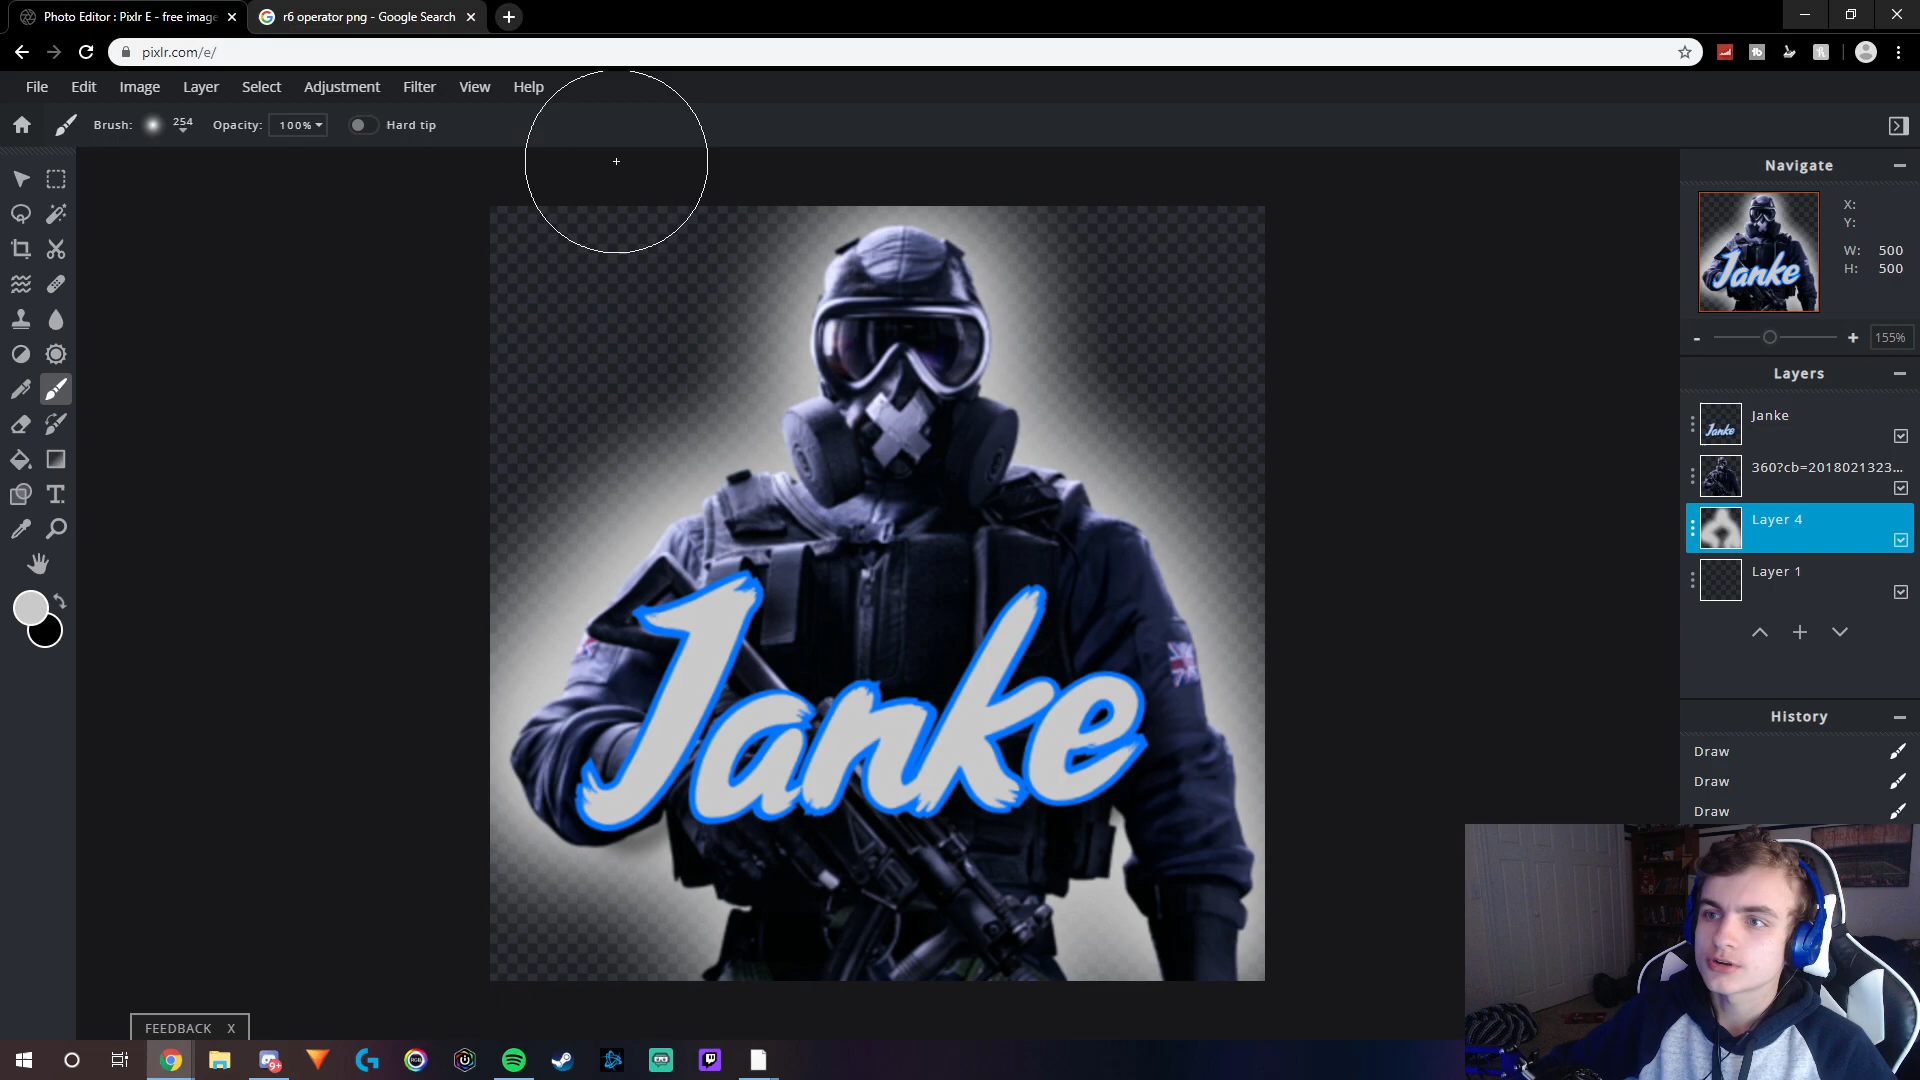 Photo Editor : Pixlr E - free image
r6 operator png - Google Search
pixlr.com/e/
File Edit Image Layer Select Adjustment Filter View Help
Brush: 254 Opacity: 100% Hard tip
Navigate
X:
Y:
W: 500
H: 500
155%
Layers
Janke
360?cb=2018021323...
Layer 4
Layer 1
History
Draw
Draw
Draw
Janke
FEEDBACK X